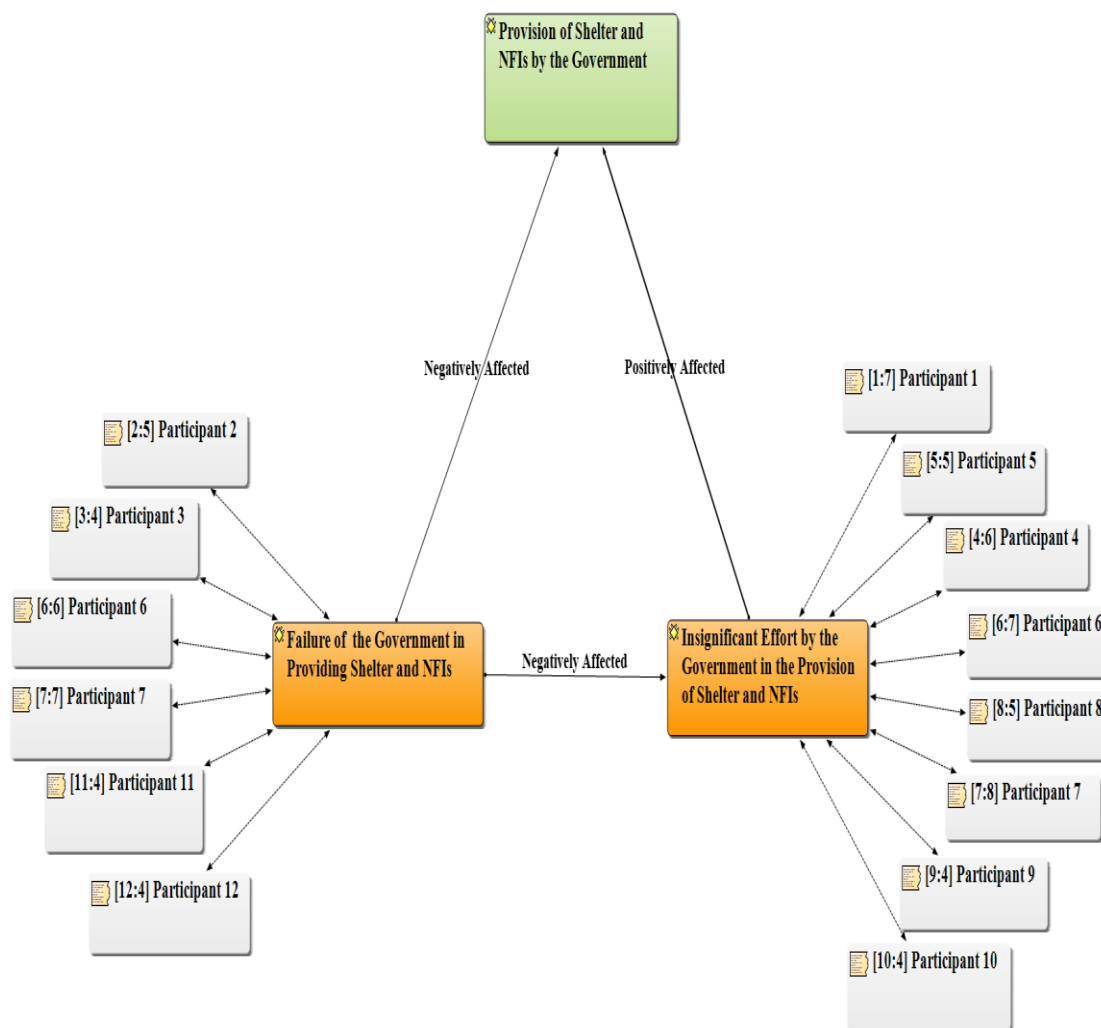 Provision of Shelter and
NFIs by the Government
Negatively Affected
Positively Affected
[1:7] Participant 1
[2:5] Participant 2
[5:5] Participant 5
[3:4] Participant 3
[4:6] Participant 4
[6:6] Participant 6
[6:7] Participant 6
Failure of the Government in
Providing Shelter and NFIs
Negatively Affected
Insignificant Effort by the
Government in the Provision
of Shelter and NFIs
[7:7] Participant 7
[8:5] Participant 8
[11:4] Participant 11
[7:8] Participant 7
[12:4] Participant 12
[9:4] Participant 9
[10:4] Participant 10